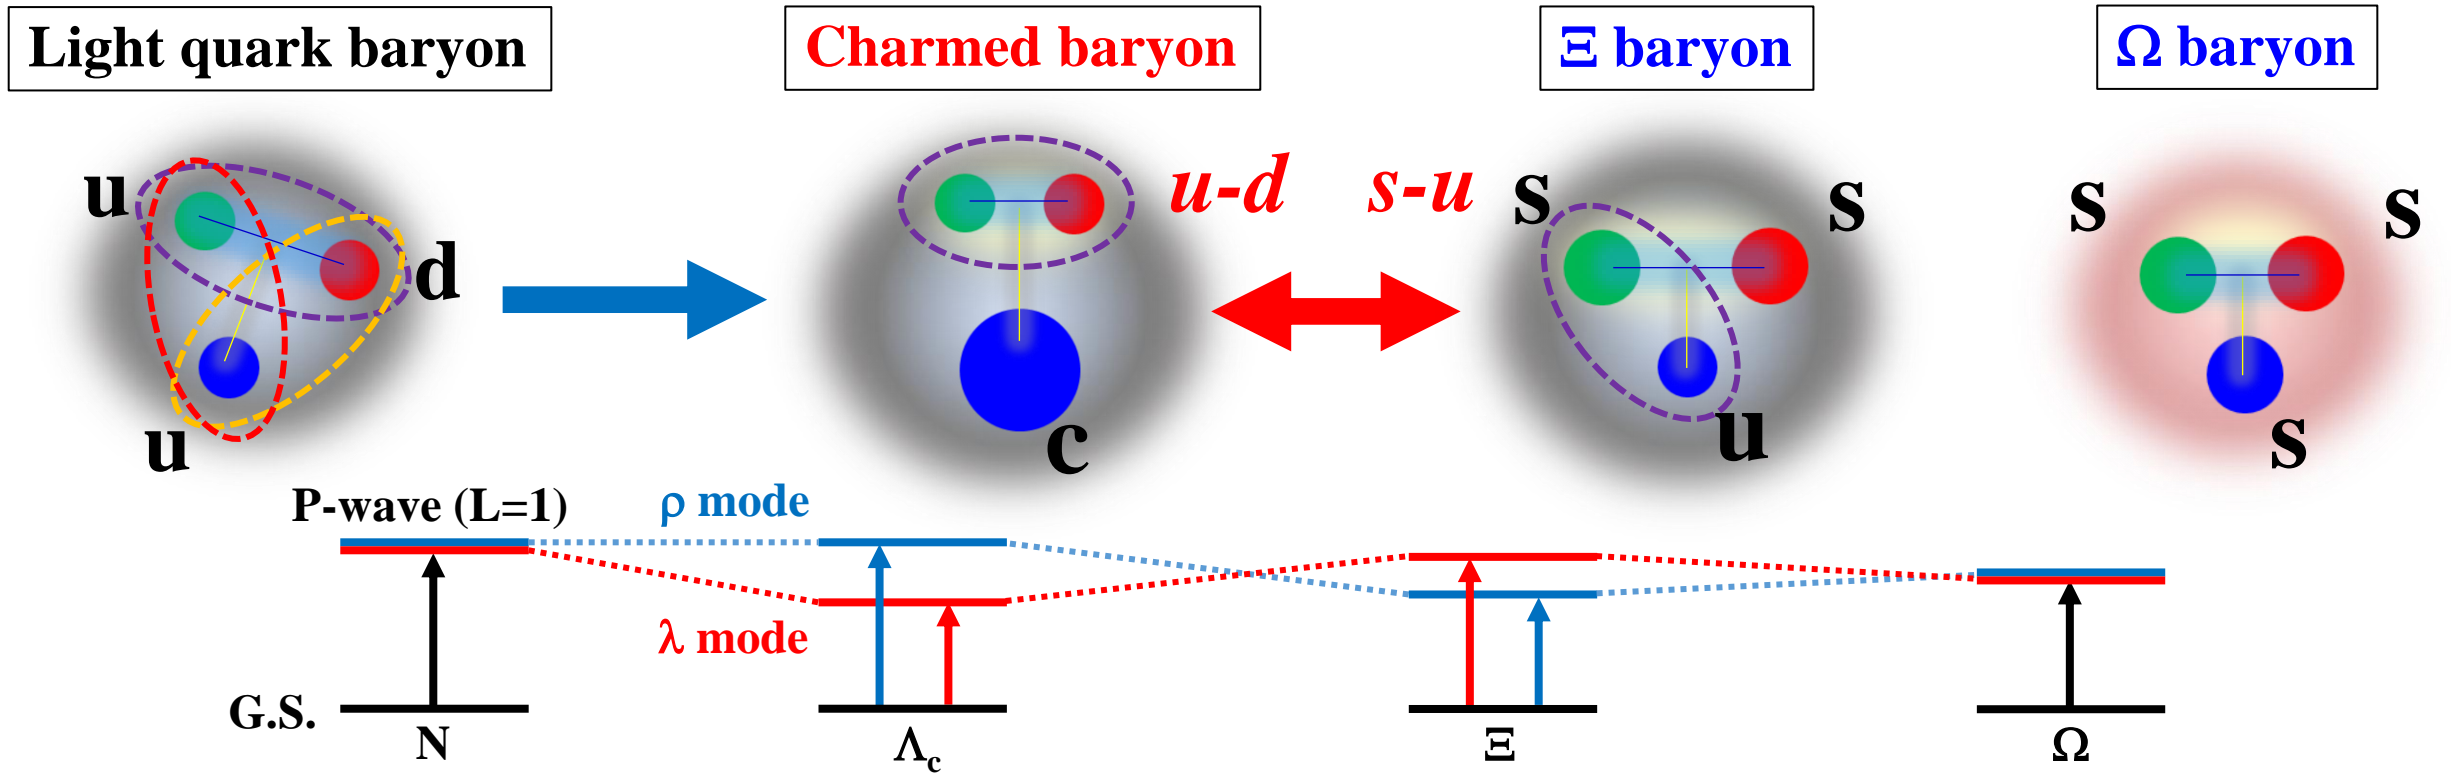 Light quark baryon
Charmed baryon
Ξ baryon
Ω baryon
u
d
u
c
u-d
s-u
s
s
u
s
s
s
P-wave (L=1)
ρ mode
λ mode
G.S.
N
Λc
Ξ
Ω